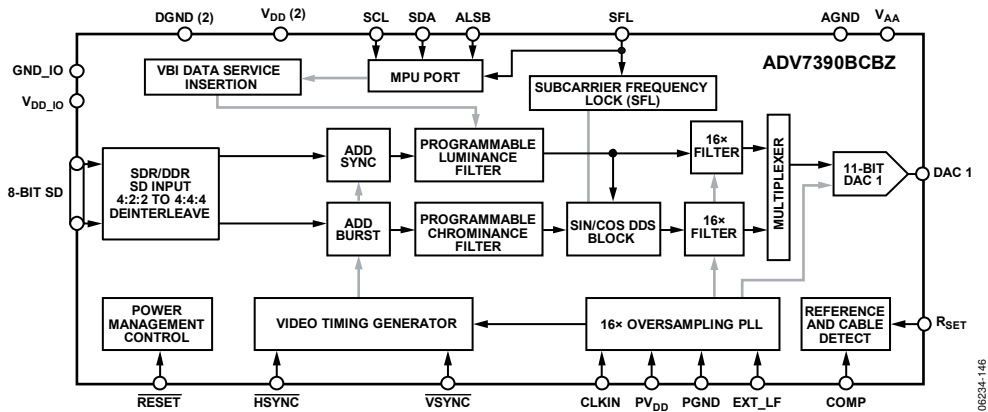 DGND (2)
VDD (2)
SCL
SDA
ALSB
SFL
AGND
VAA
GND_IO
VDD_IO
ADV7390BCBZ
VBI DATA SERVICE
INSERTION
MPU PORT
SUBCARRIER FREQUENCY
LOCK (SFL)
8-BIT SD
SDR/DDR
SD INPUT
4:2:2 TO 4:4:4
DEINTERLEAVE
ADD
SYNC
PROGRAMMABLE
LUMINANCE
FILTER
16×
FILTER
MULTIPLEXER
11-BIT
DAC 1
DAC 1
ADD
BURST
PROGRAMMABLE
CHROMINANCE
FILTER
SIN/COS DDS
BLOCK
16×
FILTER
POWER
MANAGEMENT
CONTROL
VIDEO TIMING GENERATOR
16× OVERSAMPLING PLL
REFERENCE
AND CABLE
DETECT
RSET
RESET
HSYNC
VSYNC
CLKIN
PVDD
PGND
EXT_LF
COMP
06234-146